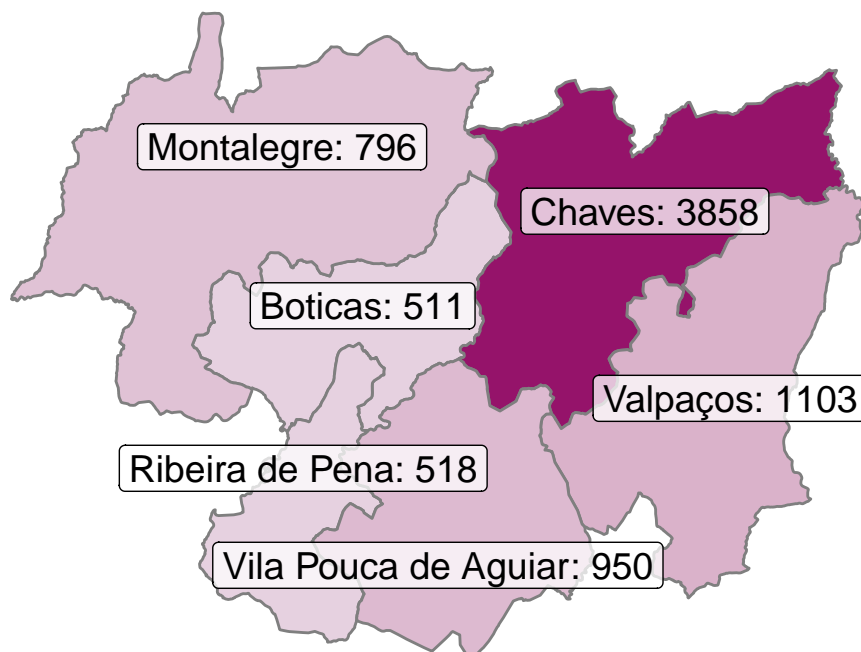 Montalegre: 796
Chaves: 3858
Boticas: 511
Valpaços: 1103
Ribeira de Pena: 518
Vila Pouca de Aguiar: 950